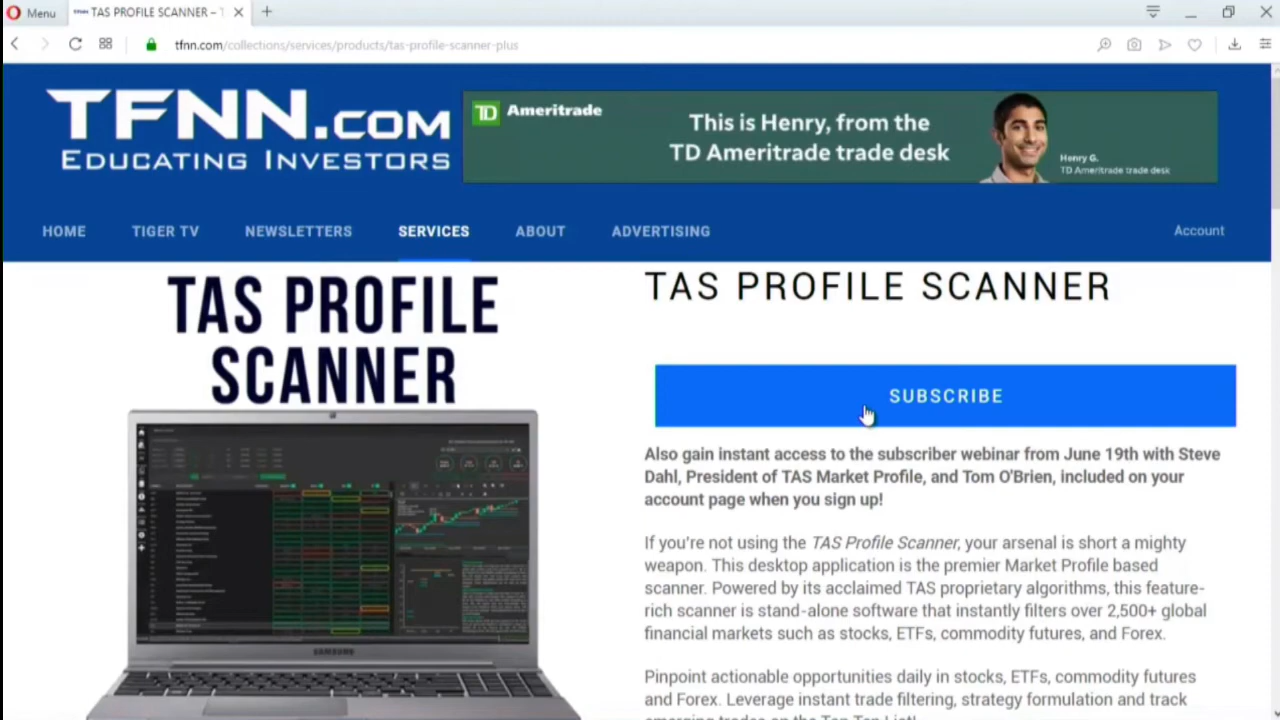 Menu
TAS PROFILE SCANNER –
tfnn.com/collections/services/products/tas-profile-scanner-plus
TFNN.COM
EDUCATING INVESTORS
TD Ameritrade
This is Henry, from the
TD Ameritrade trade desk
Henry G.
TD Ameritrade trade desk
HOME
TIGER TV
NEWSLETTERS
SERVICES
ABOUT
ADVERTISING
Account
TAS PROFILE
SCANNER
SAMSUNG
TAS PROFILE SCANNER
SUBSCRIBE
Also gain instant access to the subscriber webinar from June 19th with Steve
Dahl, President of TAS Market Profile, and Tom O'Brien, included on your
account page when you sign up!
If you're not using the TAS Profile Scanner, your arsenal is short a mighty
weapon. This desktop application is the premier Market Profile based
scanner. Powered by its acclaimed TAS proprietary algorithms, this feature-
rich scanner is stand-alone software that instantly filters over 2,500+ global
financial markets such as stocks, ETFs, commodity futures, and Forex.
Pinpoint actionable opportunities daily in stocks, ETFs, commodity futures
and Forex. Leverage instant trade filtering, strategy formulation and track
emerging trades on the Top Ten List!